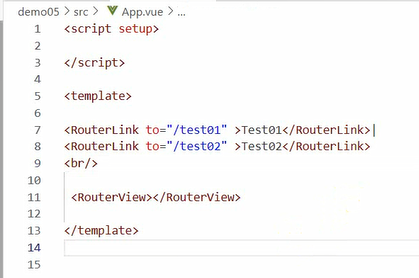 demo05 > src > App.vue > ...
1 <script setup>
2
3 </script>
4
5 <template>
6
7 <RouterLink to="/test01" >Test01</RouterLink>
8 <RouterLink to="/test02" >Test02</RouterLink>
9 <br/>
10
11 <RouterView></RouterView>
12
13 </template>
14
15